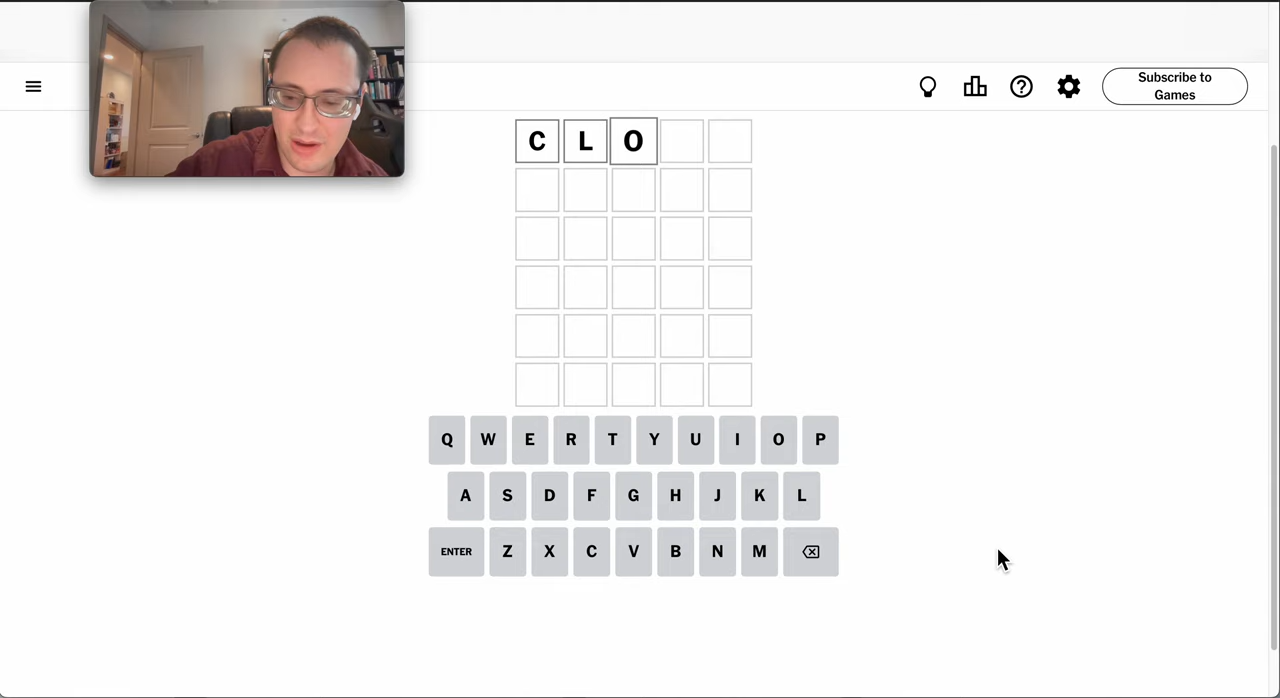 Subscribe to
Games
C L O
Q W E R T Y U I O P
A S D F G H J K L
ENTER Z X C V B N M